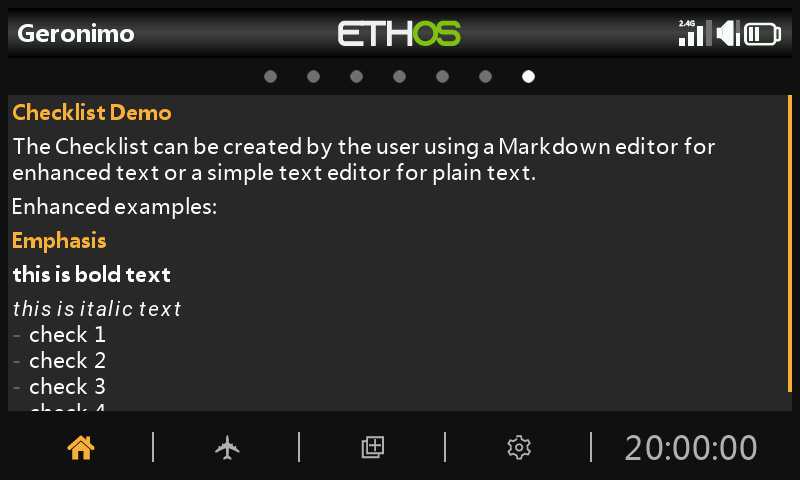 Geronimo
ETHOS
2.4G
Checklist Demo
The Checklist can be created by the user using a Markdown editor for
enhanced text or a simple text editor for plain text.
Enhanced examples:
Emphasis
this is bold text
this is italic text
- check 1
- check 2
- check 3
- check 4
20:00:00